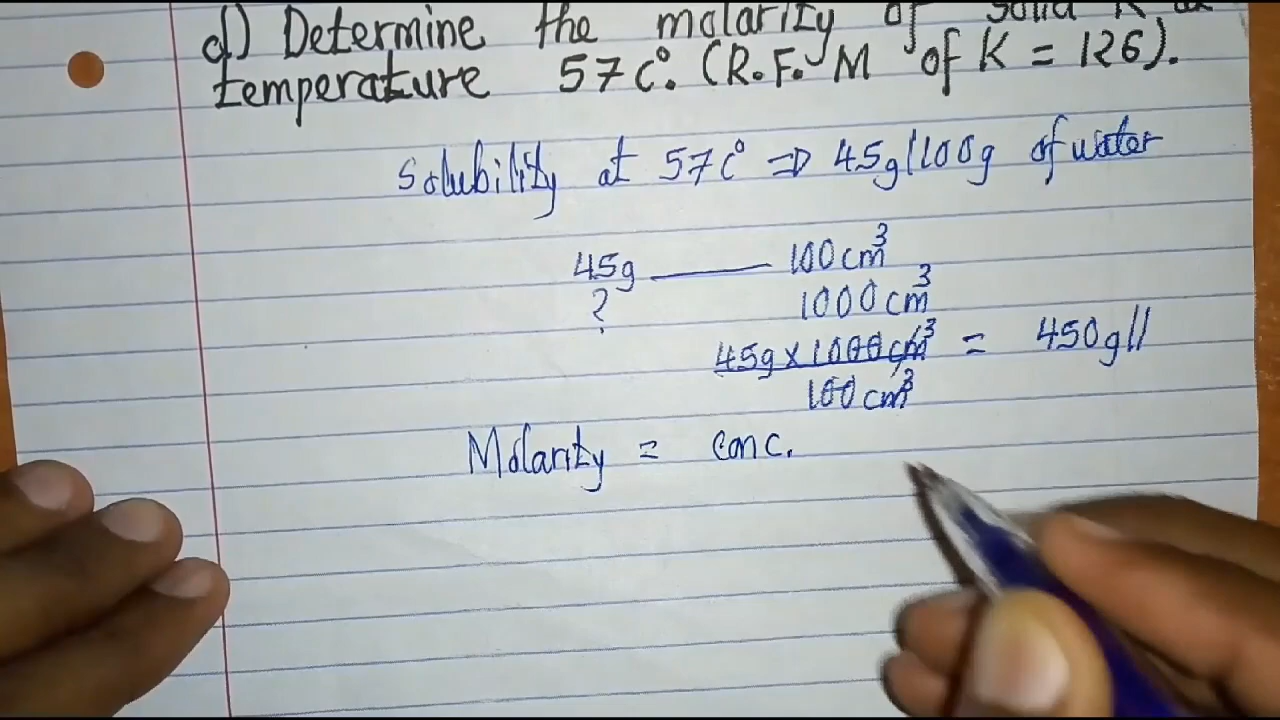 d) Determine the molarity of solid K at
temperature 57c°. (R.F.M of K = 126).
Solubility at 57c° ⇒ 45g/100g of water
45g ——— 100cm³
? 1000cm³
45g x 1000cm³ = 450g/l
100cm³
Molarity = conc.